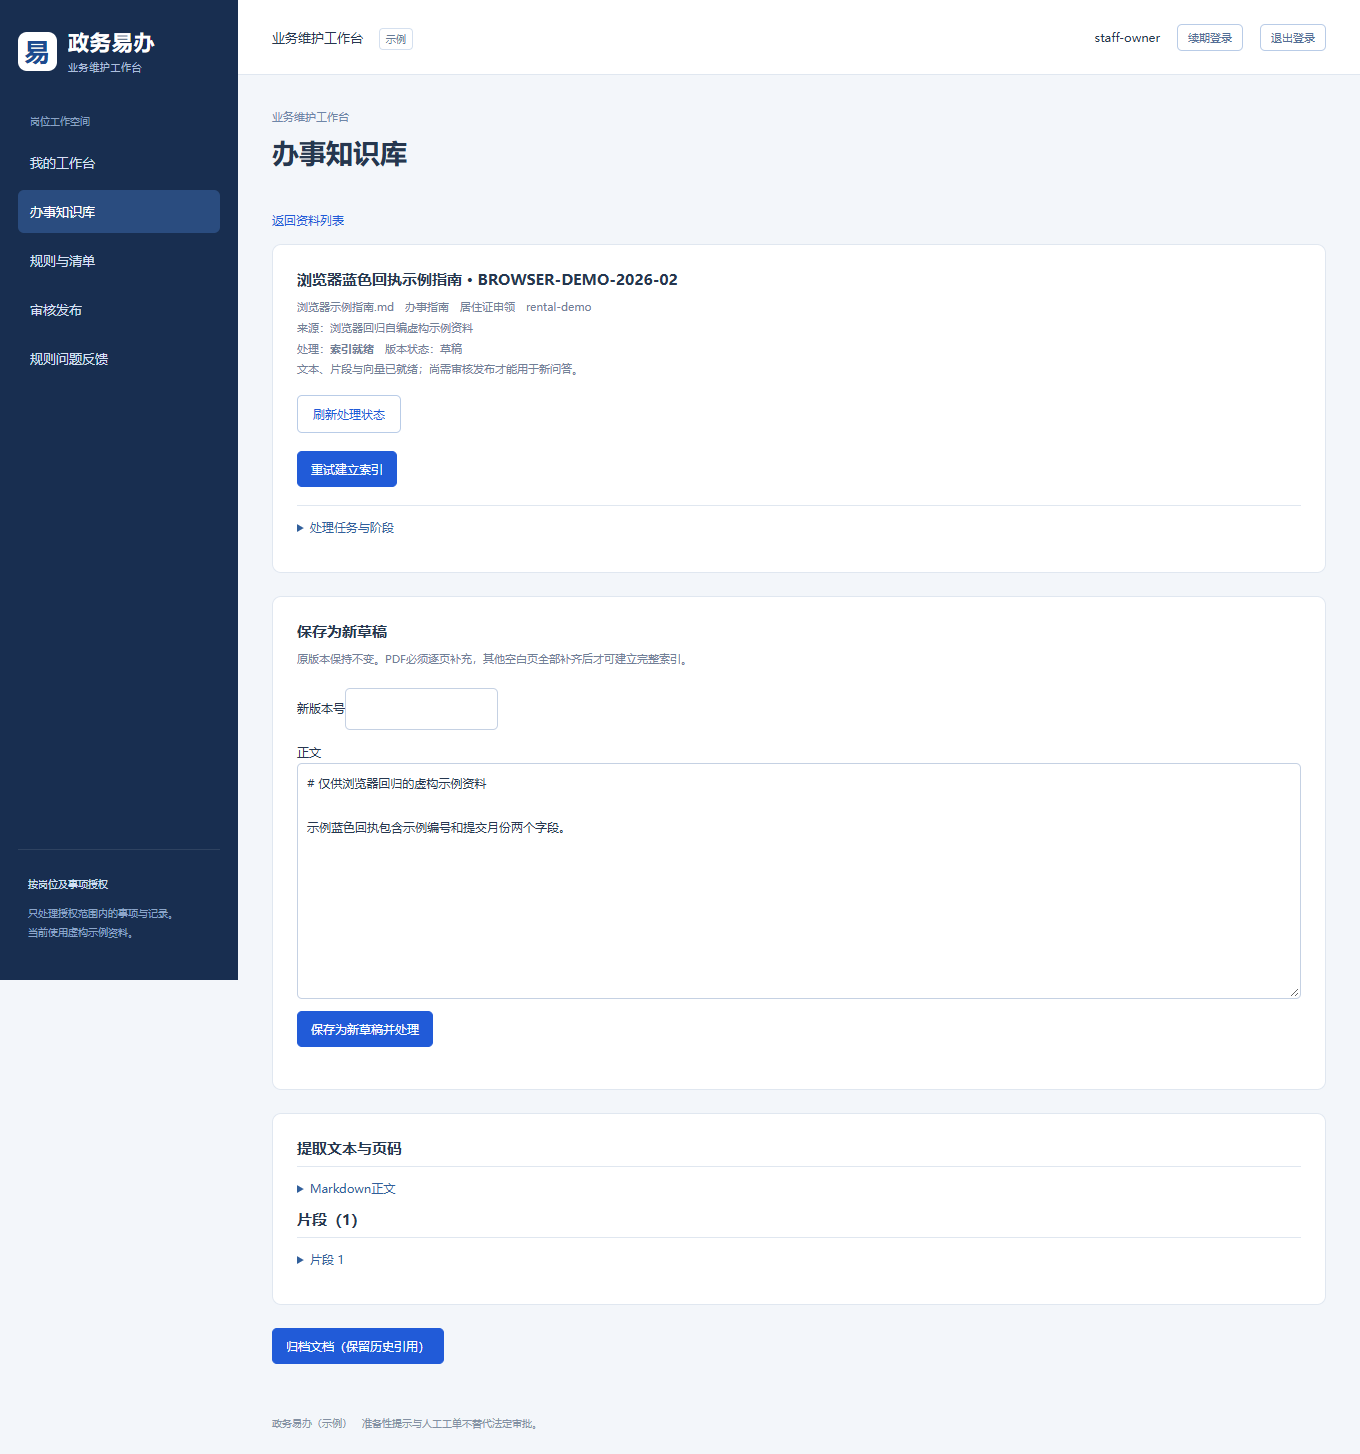 易
政务易办
业务维护工作台
岗位工作空间
我的工作台
办事知识库
规则与清单
审核发布
规则问题反馈
按岗位及事项授权
只处理授权范围内的事项与记录。
当前使用虚构示例资料。
业务维护工作台 示例
staff-owner 续期登录 退出登录
业务维护工作台
办事知识库
返回资料列表
浏览器蓝色回执示例指南 · BROWSER-DEMO-2026-02
浏览器示例指南.md 办事指南 居住证申领 rental-demo
来源：浏览器回归自编虚构示例资料
处理：索引就绪 版本状态：草稿
文本、片段与向量已就绪；尚需审核发布才能用于新问答。
刷新处理状态
重试建立索引
处理任务与阶段
保存为新草稿
原版本保持不变。PDF必须逐页补充，其他空白页全部补齐后才可建立完整索引。
新版本号
正文
# 仅供浏览器回归的虚构示例资料
示例蓝色回执包含示例编号和提交月份两个字段。
保存为新草稿并处理
提取文本与页码
Markdown正文
片段（1）
片段 1
归档文档（保留历史引用）
政务易办（示例） 准备性提示与人工工单不替代法定审批。